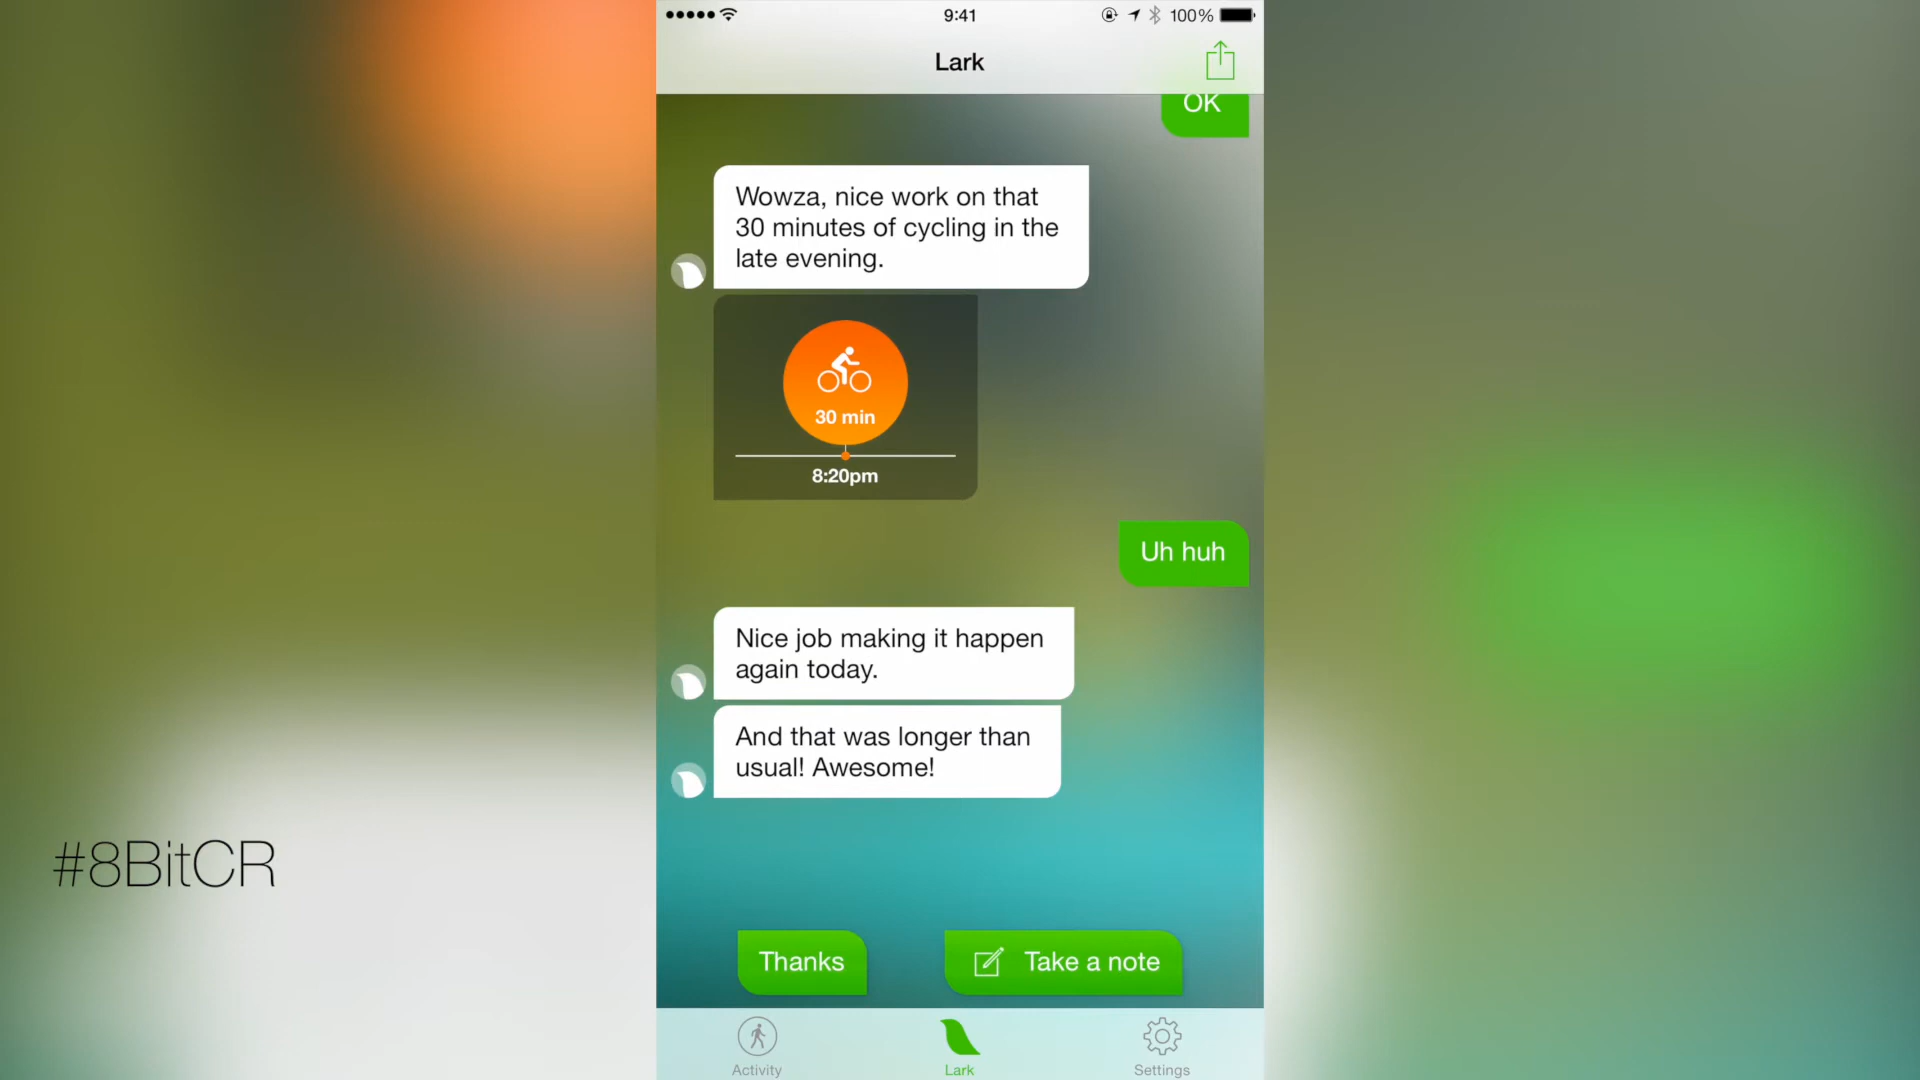 9:41
100%
Lark
OK
Wowza, nice work on that
30 minutes of cycling in the
late evening.
30 min
8:20pm
Uh huh
Nice job making it happen
again today.
And that was longer than
usual! Awesome!
#8BitCR
Thanks
Take a note
Activity
Lark
Settings